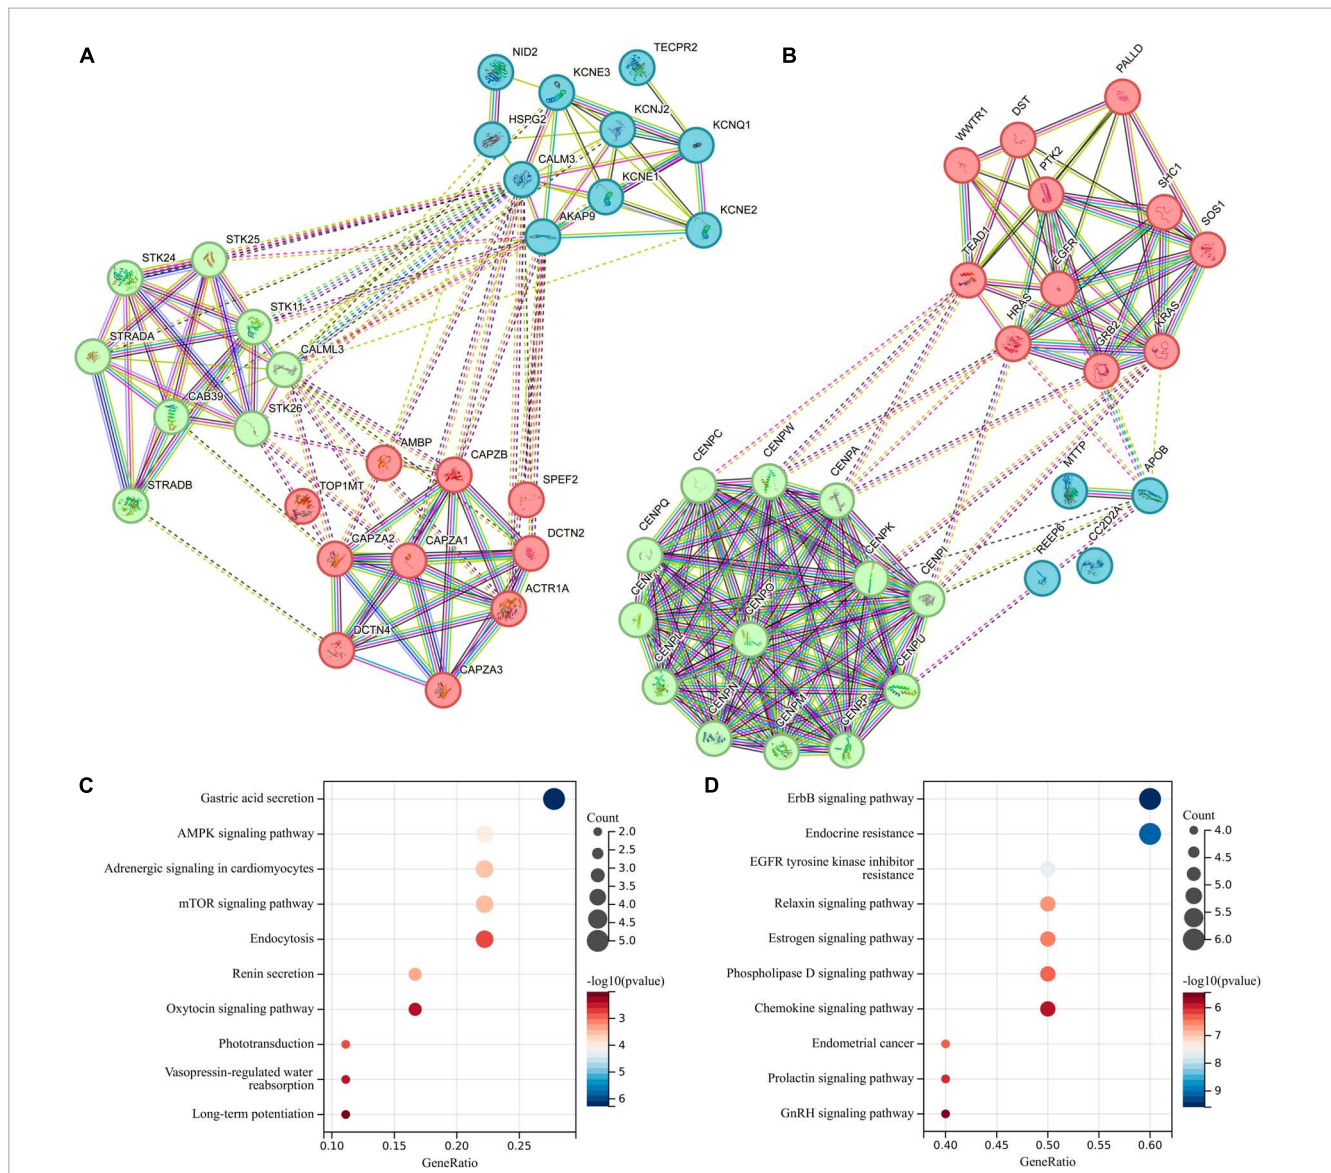 A
NID2
TECPR2
KCNE3
KCNJ2
HSPG2
KCNQ1
CALM3
KCNE1
AKAP9
KCNE2
STK25
STK24
STK11
STRADA
CALML3
CAB39
STK26
STRADB
AMBP
CAPZB
TOP1MT
SPEF2
CAPZA2
CAPZA1
DCTN2
ACTR1A
DCTN4
CAPZA3
B
PALLD
DST
WWTR1
PTK2
SHC1
SOS1
TEAD1
EGFR
HRAS
GRB2
KRAS
MTTP
APOB
CC2D2A
REEP6
CENPC
CENPW
CENPA
CENPQ
CENPK
CENPI
CENPO
CENPL
CENPU
CENPN
CENPM
CENPP
C
Gastric acid secretion
AMPK signaling pathway
Adrenergic signaling in cardiomyocytes
mTOR signaling pathway
Endocytosis
Renin secretion
Oxytocin signaling pathway
Phototransduction
Vasopressin-regulated water
reabsorption
Long-term potentiation
0.10 0.15 0.20 0.25
GeneRatio
Count
2.0
2.5
3.0
3.5
4.0
4.5
5.0
-log10(pvalue)
3
4
5
6
D
ErbB signaling pathway
Endocrine resistance
EGFR tyrosine kinase inhibitor
resistance
Relaxin signaling pathway
Estrogen signaling pathway
Phospholipase D signaling pathway
Chemokine signaling pathway
Endometrial cancer
Prolactin signaling pathway
GnRH signaling pathway
0.40 0.45 0.50 0.55 0.60
GeneRatio
Count
4.0
4.5
5.0
5.5
6.0
-log10(pvalue)
6
7
8
9